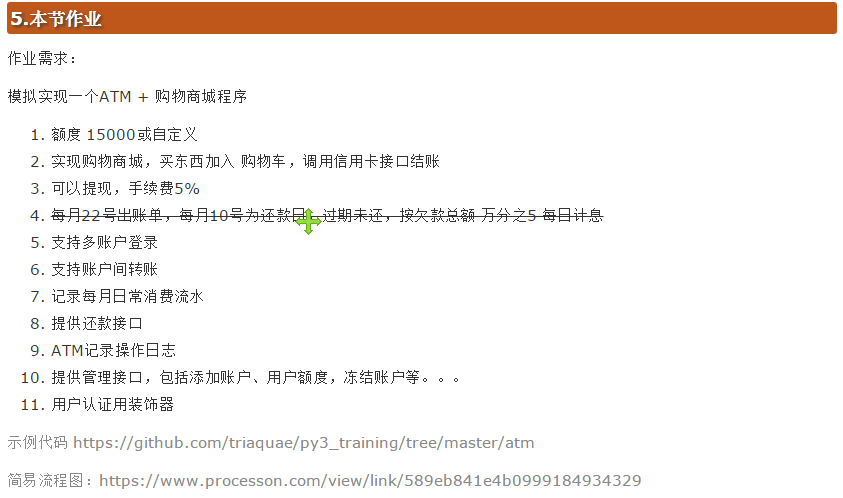 5.本节作业
作业需求：
模拟实现一个ATM + 购物商城程序
1. 额度 15000或自定义
2. 实现购物商城，买东西加入 购物车，调用信用卡接口结账
3. 可以提现，手续费5%
4. 每月22号出账单，每月10号为还款日，过期未还，按欠款总额 万分之5 每日计息
5. 支持多账户登录
6. 支持账户间转账
7. 记录每月日常消费流水
8. 提供还款接口
9. ATM记录操作日志
10. 提供管理接口，包括添加账户、用户额度，冻结账户等。。。
11. 用户认证用装饰器
示例代码 https://github.com/triaquae/py3_training/tree/master/atm
简易流程图：https://www.processon.com/view/link/589eb841e4b0999184934329